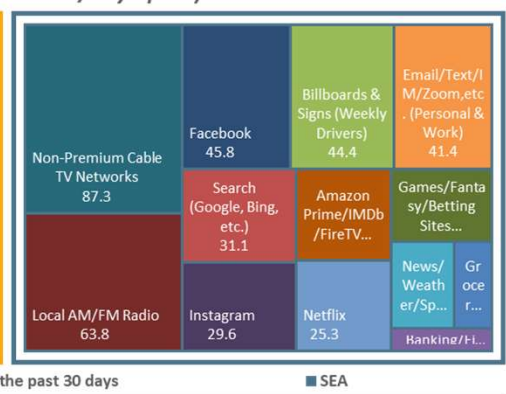 Non-Premium Cable
TV Networks
87.3
Local AM/FM Radio
63.8
Facebook
45.8
Billboards &
Signs (Weekly
Drivers)
44.4
Email/Text/I
M/Zoom,etc
. (Personal &
Work)
41.4
Search
(Google, Bing,
etc.)
31.1
Amazon
Prime/IMDb
/FireTV...
Games/Fanta
sy/Betting
Sites...
Instagram
29.6
Netflix
25.3
News/
Weath
er/Sp...
Gr
oce
r...
Banking/Fi...
the past 30 days
SEA